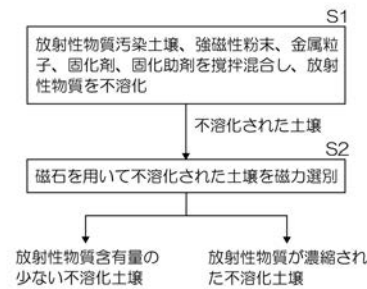 S1
放射性物質汚染土壌、強磁性粉末、金属粒
子、固化剤、固化助剤を撹拌混合し、放射
性物質を不溶化
不溶化された土壌
S2
磁石を用いて不溶化された土壌を磁力選別
放射性物質含有量の
少ない不溶化土壌
放射性物質が濃縮され
た不溶化土壌